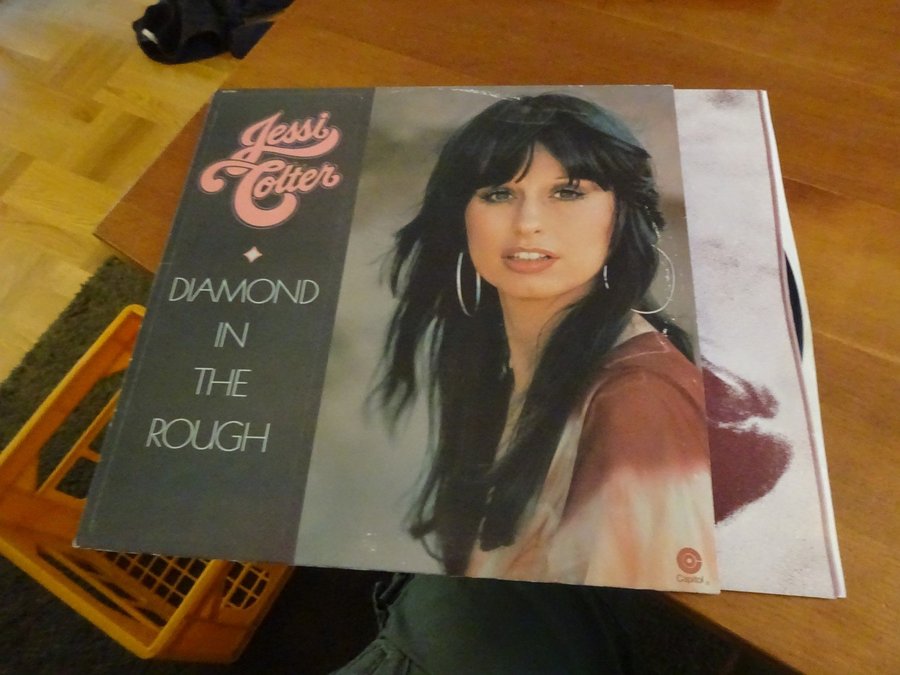 Jessi
Colter
DIAMOND
IN
THE
ROUGH
Capitol